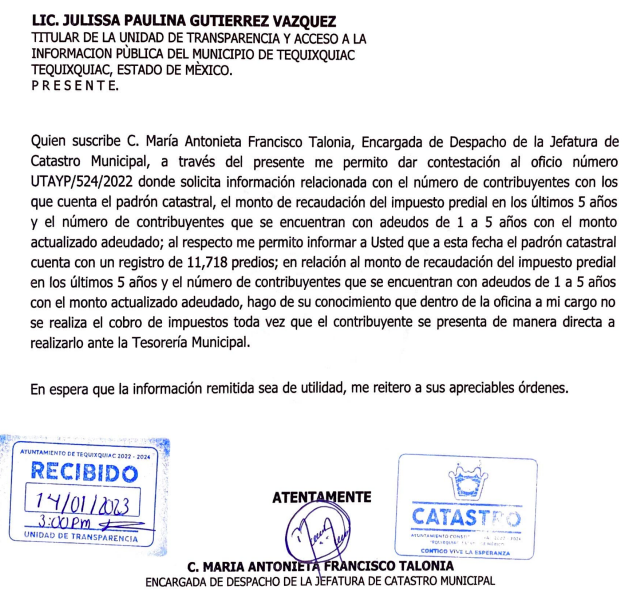 LIC. JULISSA PAULINA GUTIERREZ VAZQUEZ
TITULAR DE LA UNIDAD DE TRANSPARENCIA Y ACCESO A LA
INFORMACION PÙBLICA DEL MUNICIPIO DE TEQUIXQUIAC
TEQUIXQUIAC, ESTADO DE MÈXICO.
P R E S E N T E.
Quien suscribe C. María Antonieta Francisco Talonia, Encargada de Despacho de la Jefatura de
Catastro Municipal, a través del presente me permito dar contestación al oficio número
UTAYP/524/2022 donde solicita información relacionada con el número de contribuyentes con los
que cuenta el padrón catastral, el monto de recaudación del impuesto predial en los últimos 5 años
y el número de contribuyentes que se encuentran con adeudos de 1 a 5 años con el monto
actualizado adeudado; al respecto me permito informar a Usted que a esta fecha el padrón catastral
cuenta con un registro de 11,718 predios; en relación al monto de recaudación del impuesto predial
en los últimos 5 años y el número de contribuyentes que se encuentran con adeudos de 1 a 5 años
con el monto actualizado adeudado, hago de su conocimiento que dentro de la oficina a mi cargo no
se realiza el cobro de impuestos toda vez que el contribuyente se presenta de manera directa a
realizarlo ante la Tesorería Municipal.
En espera que la información remitida sea de utilidad, me reitero a sus apreciables órdenes.
AYUNTAMIENTO DE TEQUIXQUIAC 2022 - 2024
RECIBIDO
14/01/2023
3:00 pm
UNIDAD DE TRANSPARENCIA
ATENTAMENTE
CATASTRO
AYUNTAMIENTO 2022 - 2024
CONTIGO VIVE LA ESPERANZA
C. MARIA ANTONIETA FRANCISCO TALONIA
ENCARGADA DE DESPACHO DE LA JEFATURA DE CATASTRO MUNICIPAL